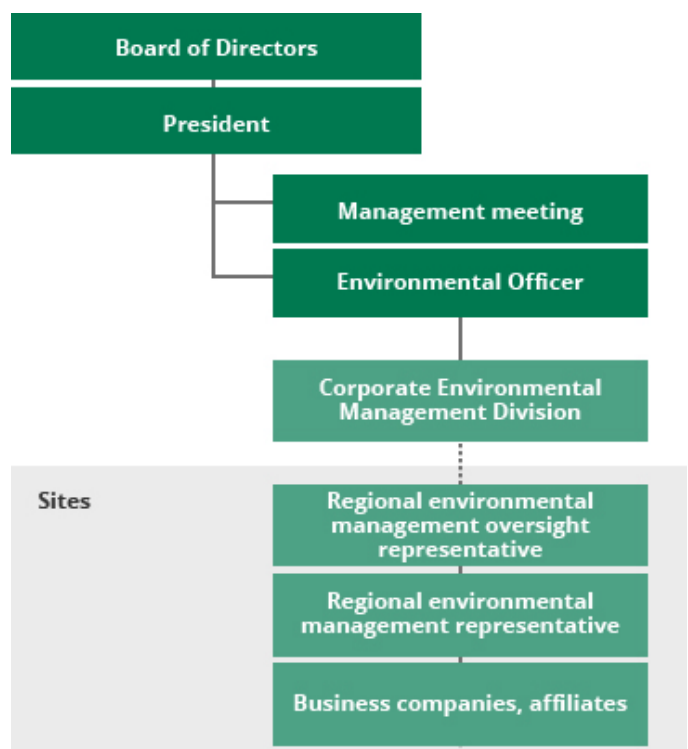 Board of Directors
President
Management meeting
Environmental Officer
Corporate Environmental
Management Division
Sites
Regional environmental
management oversight
representative
Regional environmental
management representative
Business companies, affiliates